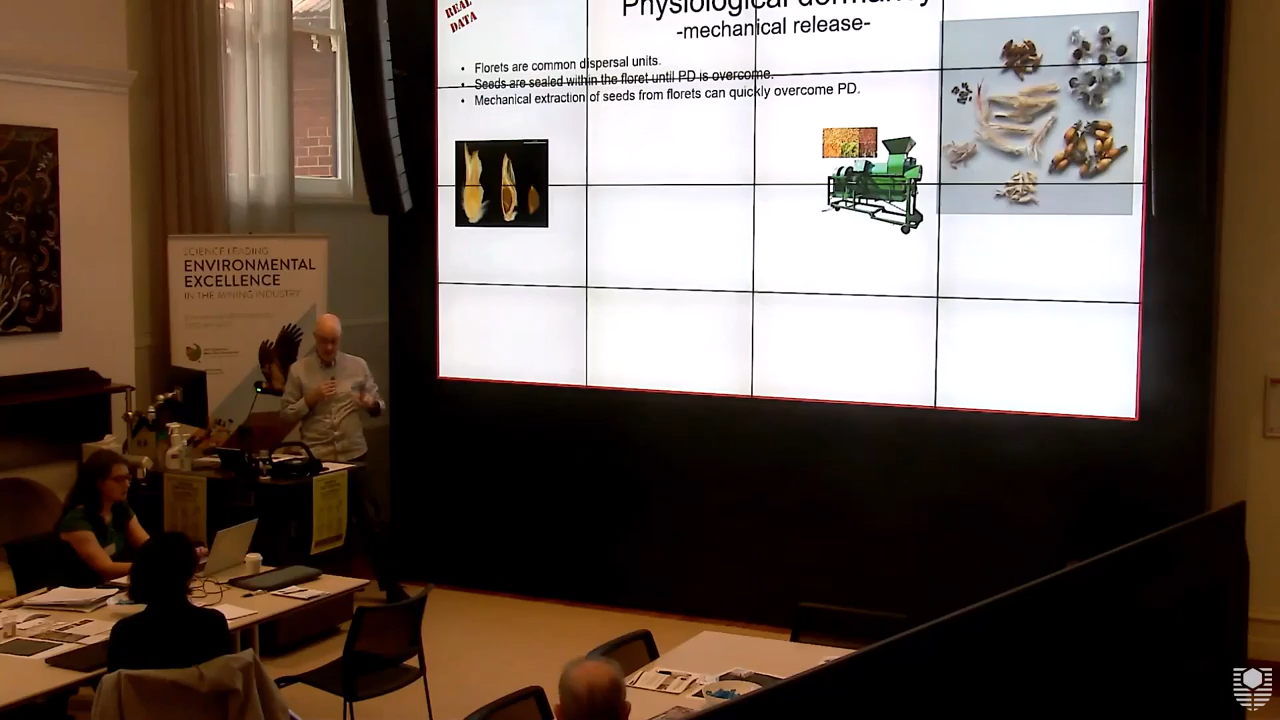 REAL
DATA
Physiological dormancy
-mechanical release-
• Florets are common dispersal units.
• Seeds are sealed within the floret until PD is overcome.
• Mechanical extraction of seeds from florets can quickly overcome PD.
SCIENCE LEADING
ENVIRONMENTAL
EXCELLENCE
IN THE MINING INDUSTRY